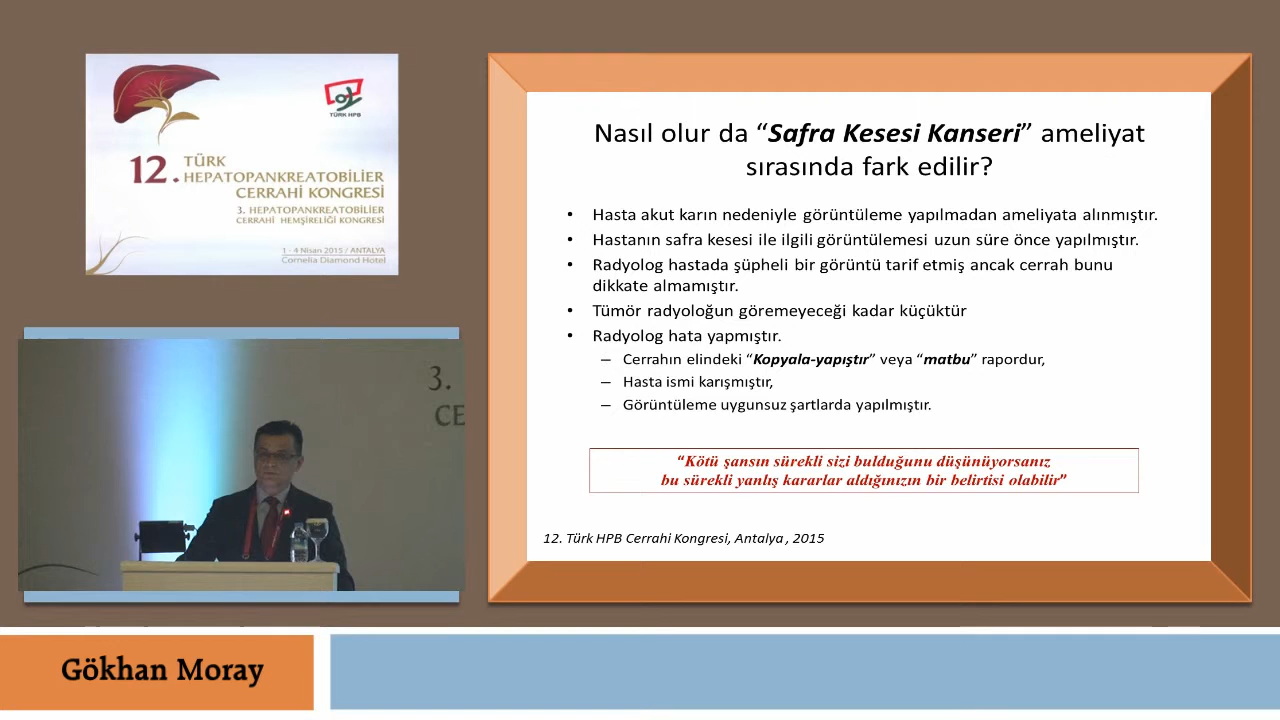 TÜRK HPB
12. TÜRK
HEPATOPANKREATOBİLİER
CERRAHİ KONGRESİ
3. HEPATOPANKREATOBİLİER
CERRAHİ HEMŞİRELİĞİ KONGRESİ
1 - 4 Nisan 2015 / ANTALYA
Cornelia Diamond Hotel
Nasıl olur da “Safra Kesesi Kanseri” ameliyat
sırasında fark edilir?
• Hasta akut karın nedeniyle görüntüleme yapılmadan ameliyata alınmıştır.
• Hastanın safra kesesi ile ilgili görüntülemesi uzun süre önce yapılmıştır.
• Radyolog hastada şüpheli bir görüntü tarif etmiş ancak cerrah bunu
dikkate almamıştır.
• Tümör radyoloğun göremeyeceği kadar küçüktür
• Radyolog hata yapmıştır.
– Cerrahın elindeki “Kopyala-yapıştır” veya “matbu” rapordur,
– Hasta ismi karışmıştır,
– Görüntüleme uygunsuz şartlarda yapılmıştır.
“Kötü şansın sürekli sizi bulduğunu düşünüyorsanız
bu sürekli yanlış kararlar aldığınızın bir belirtisi olabilir”
12. Türk HPB Cerrahi Kongresi, Antalya , 2015
3.
CE
Gökhan Moray